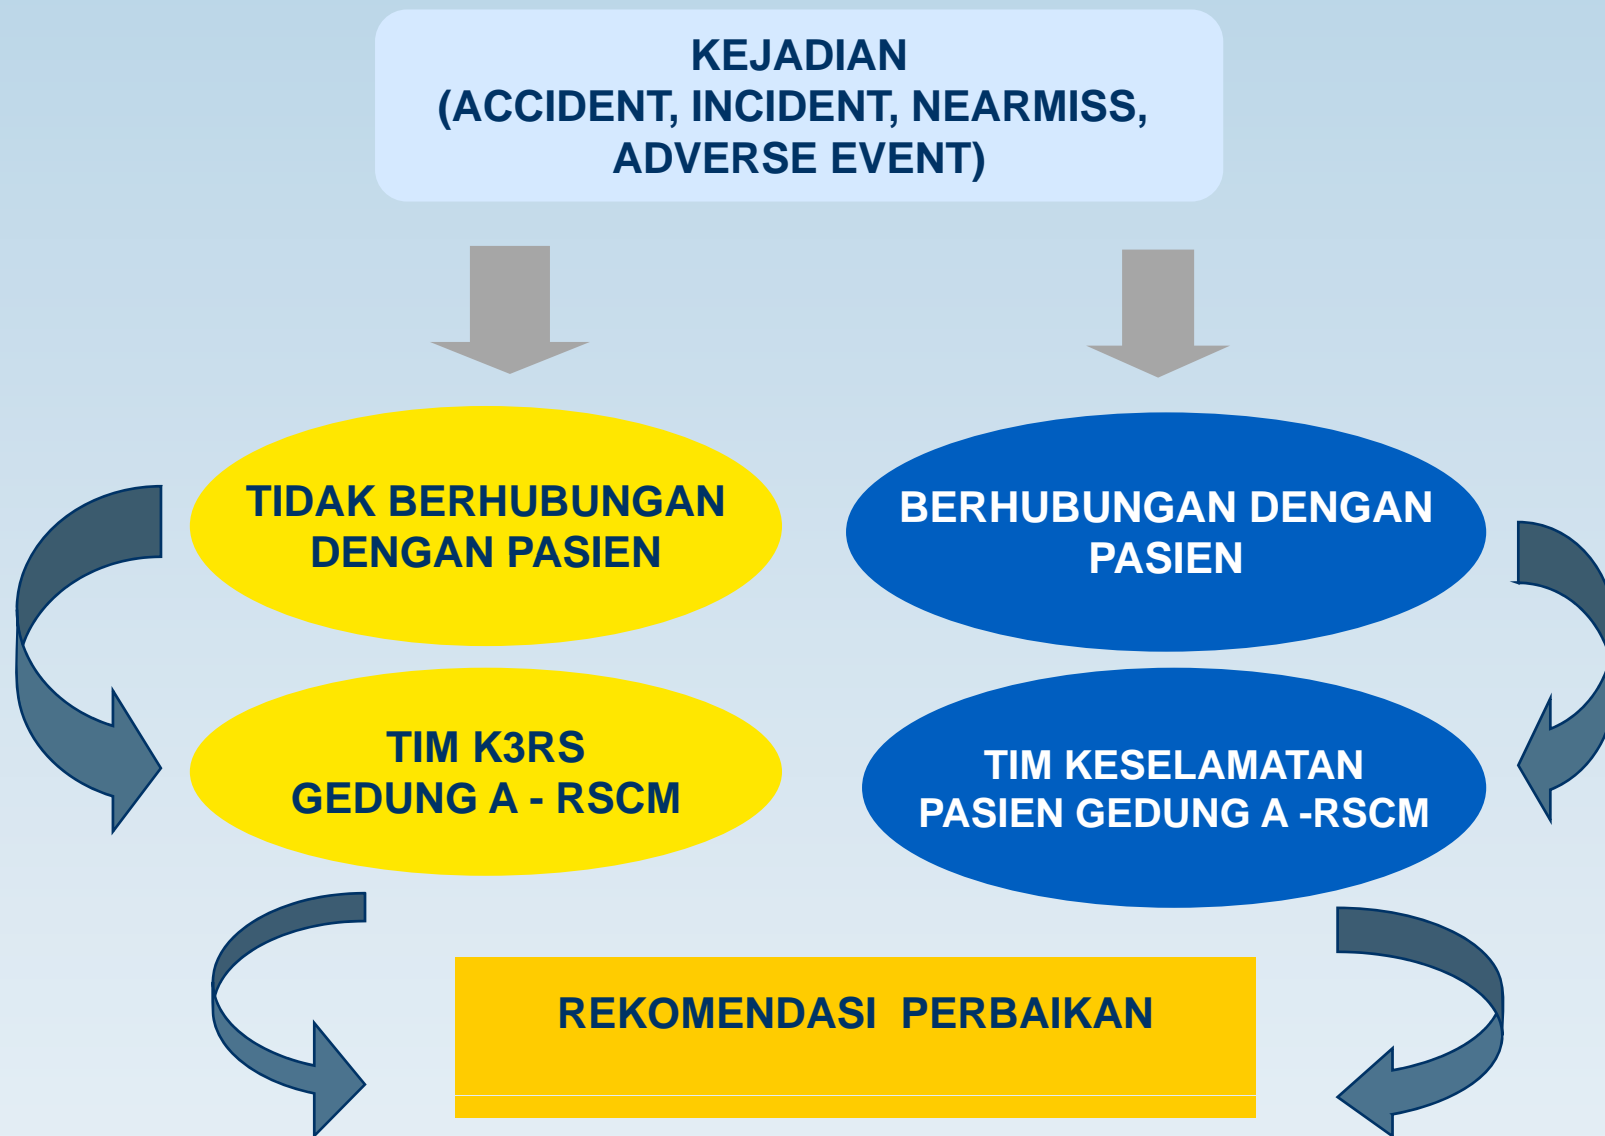 KEJADIAN
(ACCIDENT, INCIDENT, NEARMISS,
ADVERSE EVENT)
TIDAK BERHUBUNGAN
DENGAN PASIEN
BERHUBUNGAN DENGAN
PASIEN
TIM K3RS
GEDUNG A - RSCM
TIM KESELAMATAN
PASIEN GEDUNG A -RSCM
REKOMENDASI PERBAIKAN